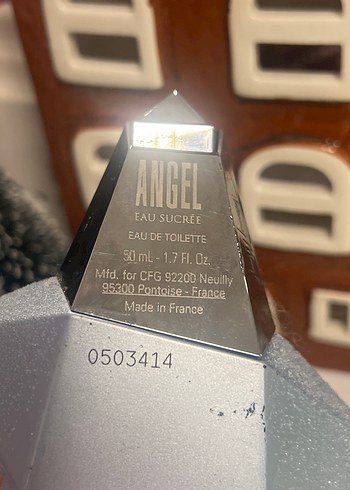 ANGEL
EAU SUCRÉE
EAU DE TOILETTE
50 mL - 1.7 Fl. Oz.
Mfd. for CFG 92200 Neuilly
95300 Pontoise - France
Made in France
0503414